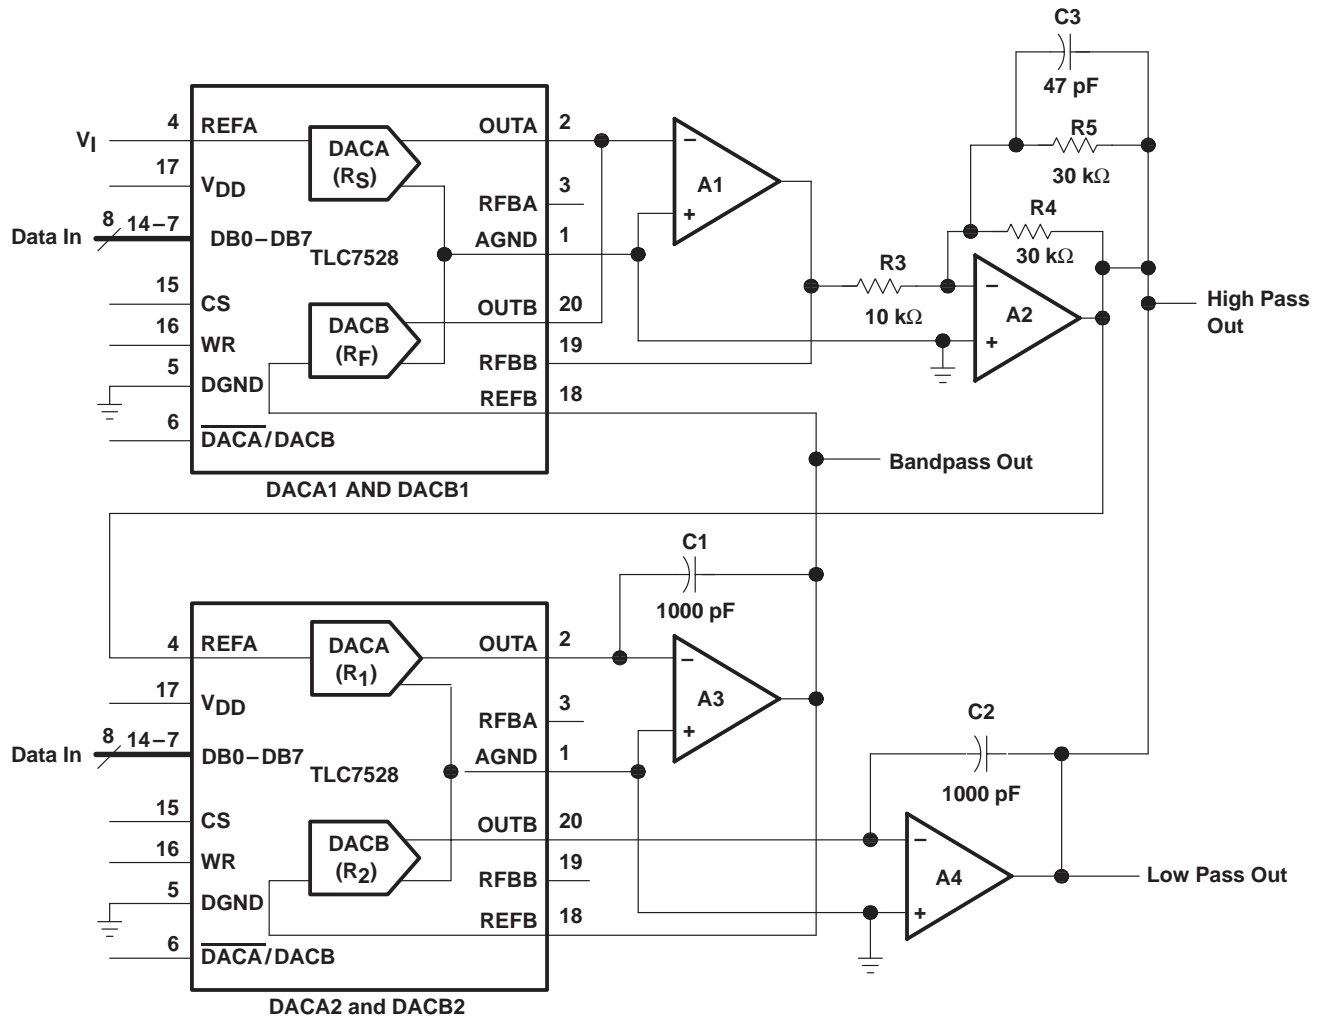 C3
47 pF
R5
30 kΩ
R4
30 kΩ
VI
4 REFA
DACA
(RS)
OUTA 2
17 VDD
RFBA 3
Data In
8 14–7 DB0–DB7
TLC7528
AGND 1
15 CS
OUTB 20
16 WR
DACB
(RF)
RFBB 19
5 DGND
REFB 18
6 DACA/DACB
DACA1 AND DACB1
−
A1
+
R3
10 kΩ
−
A2
+
High Pass
Out
Bandpass Out
C1
1000 pF
4 REFA
DACA
(R1)
OUTA 2
17 VDD
RFBA 3
Data In
8 14–7 DB0–DB7
TLC7528
AGND 1
15 CS
OUTB 20
16 WR
DACB
(R2)
RFBB 19
5 DGND
REFB 18
6 DACA/DACB
DACA2 and DACB2
−
A3
+
C2
1000 pF
−
A4
+
Low Pass Out